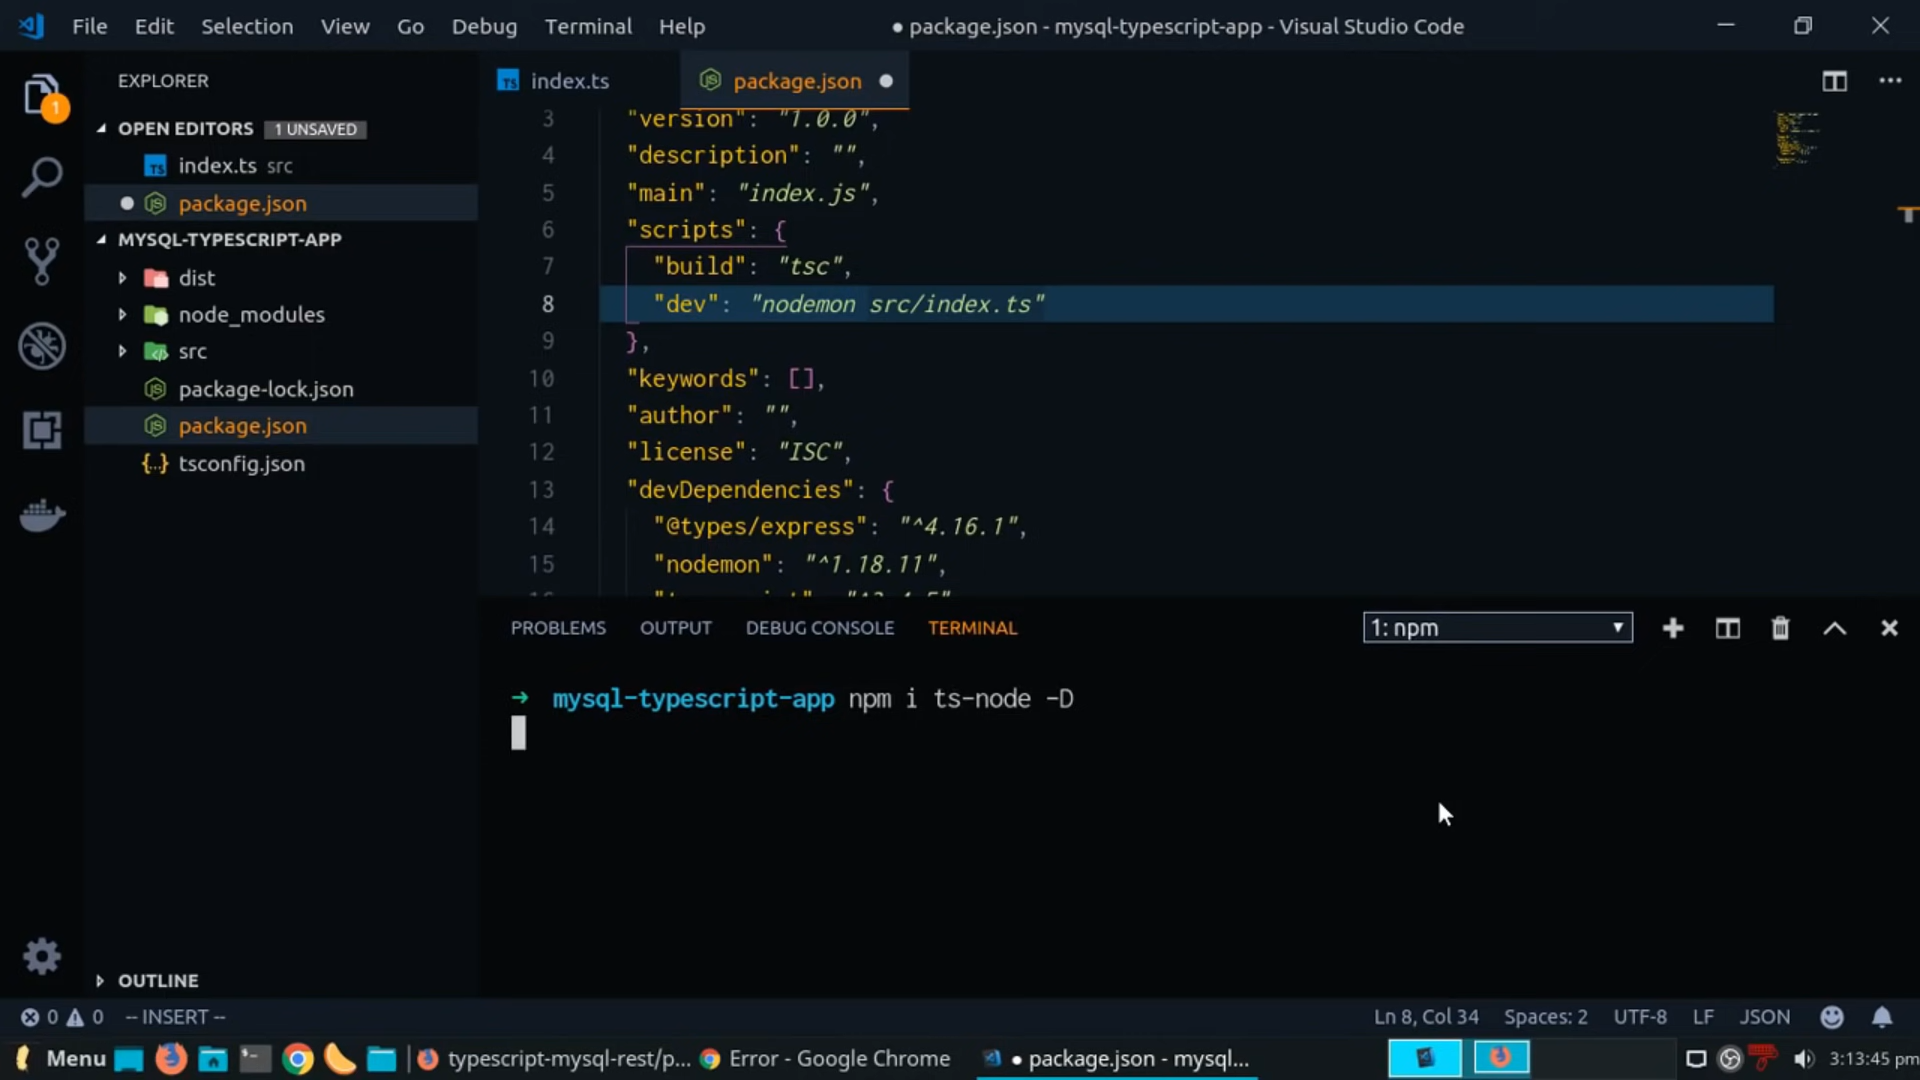 File Edit Selection View Go Debug Terminal Help
● package.json - mysql-typescript-app - Visual Studio Code
EXPLORER
OPEN EDITORS 1 UNSAVED
TS index.ts src
● package.json
MYSQL-TYPESCRIPT-APP
dist
node_modules
src
package-lock.json
package.json
{..} tsconfig.json
OUTLINE
1
TS index.ts
package.json ●
3 "version": "1.0.0",
4 "description": "",
5 "main": "index.js",
6 "scripts": {
7 "build": "tsc",
8 "dev": "nodemon src/index.ts"
9 },
10 "keywords": [],
11 "author": "",
12 "license": "ISC",
13 "devDependencies": {
14 "@types/express": "^4.16.1",
15 "nodemon": "^1.18.11",
PROBLEMS OUTPUT DEBUG CONSOLE TERMINAL
1: npm
→ mysql-typescript-app npm i ts-node -D
0 0 -- INSERT --
Ln 8, Col 34 Spaces: 2 UTF-8 LF JSON
Menu typescript-mysql-rest/p... Error - Google Chrome ● package.json - mysql... 3:13:45 pm